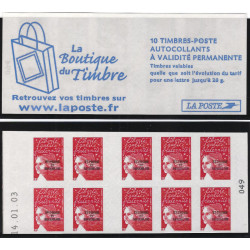 La
Boutique
du Timbre
Retrouvez vos timbres sur
www.laposte.fr
10 TIMBRES-POSTE
AUTOCOLLANTS
À VALIDITÉ PERMANENTE
Timbres valables
quelle que soit l'évolution du tarif
pour une lettre jusqu'à 20 g.
LA POSTE
14.01.03
049